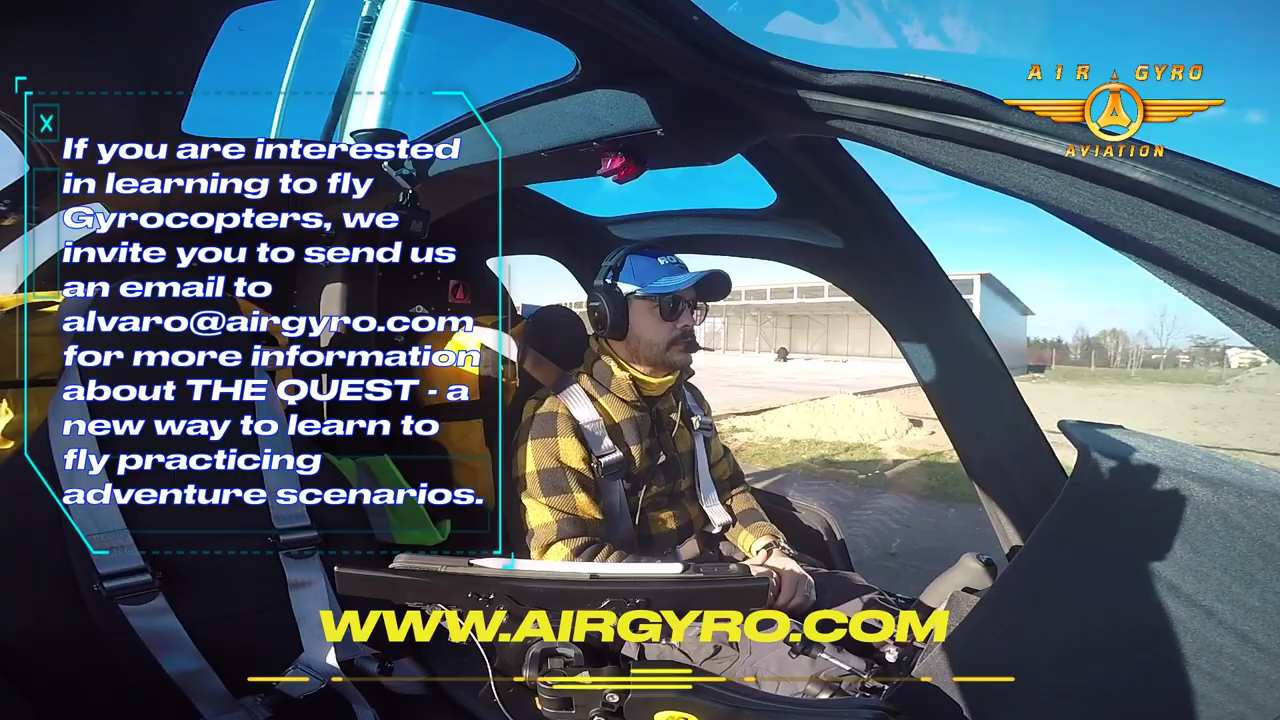 AIR GYRO
AVIATION
X
If you are interested
in learning to fly
Gyrocopters, we
invite you to send us
an email to
alvaro@airgyro.com
for more information
about THE QUEST - a
new way to learn to
fly practicing
adventure scenarios.
WWW.AIRGYRO.COM